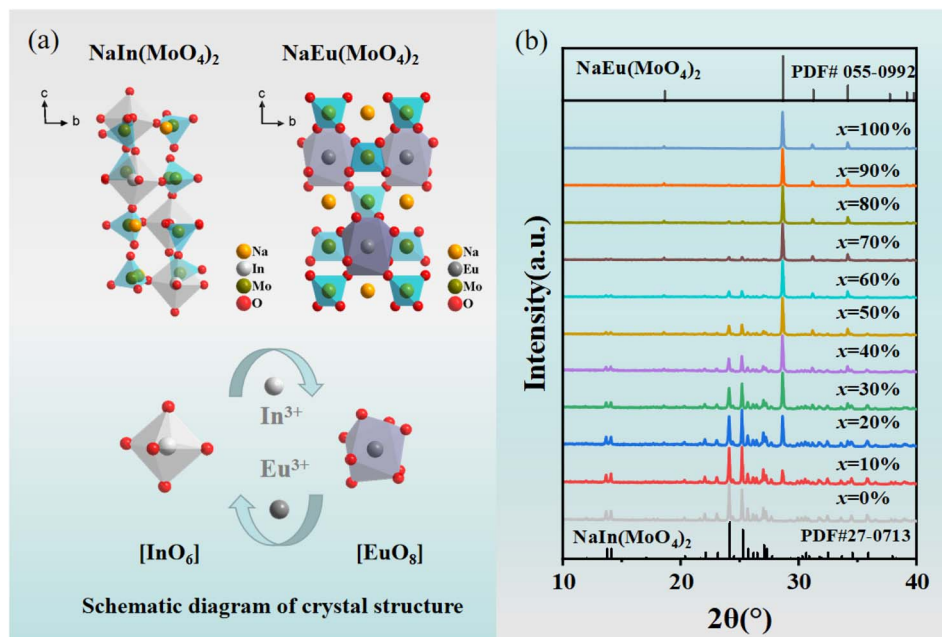 (a)
NaIn(MoO₄)₂
NaEu(MoO₄)₂
c
b
c
b
Na
In
Mo
O
Na
Eu
Mo
O
In³⁺
Eu³⁺
[InO₆]
[EuO₈]
Schematic diagram of crystal structure
(b)
NaEu(MoO₄)₂
PDF# 055-0992
x=100%
x=90%
x=80%
x=70%
x=60%
x=50%
x=40%
x=30%
x=20%
x=10%
x=0%
NaIn(MoO₄)₂
PDF#27-0713
Intensity(a.u.)
10 20 30 40
2θ(°)